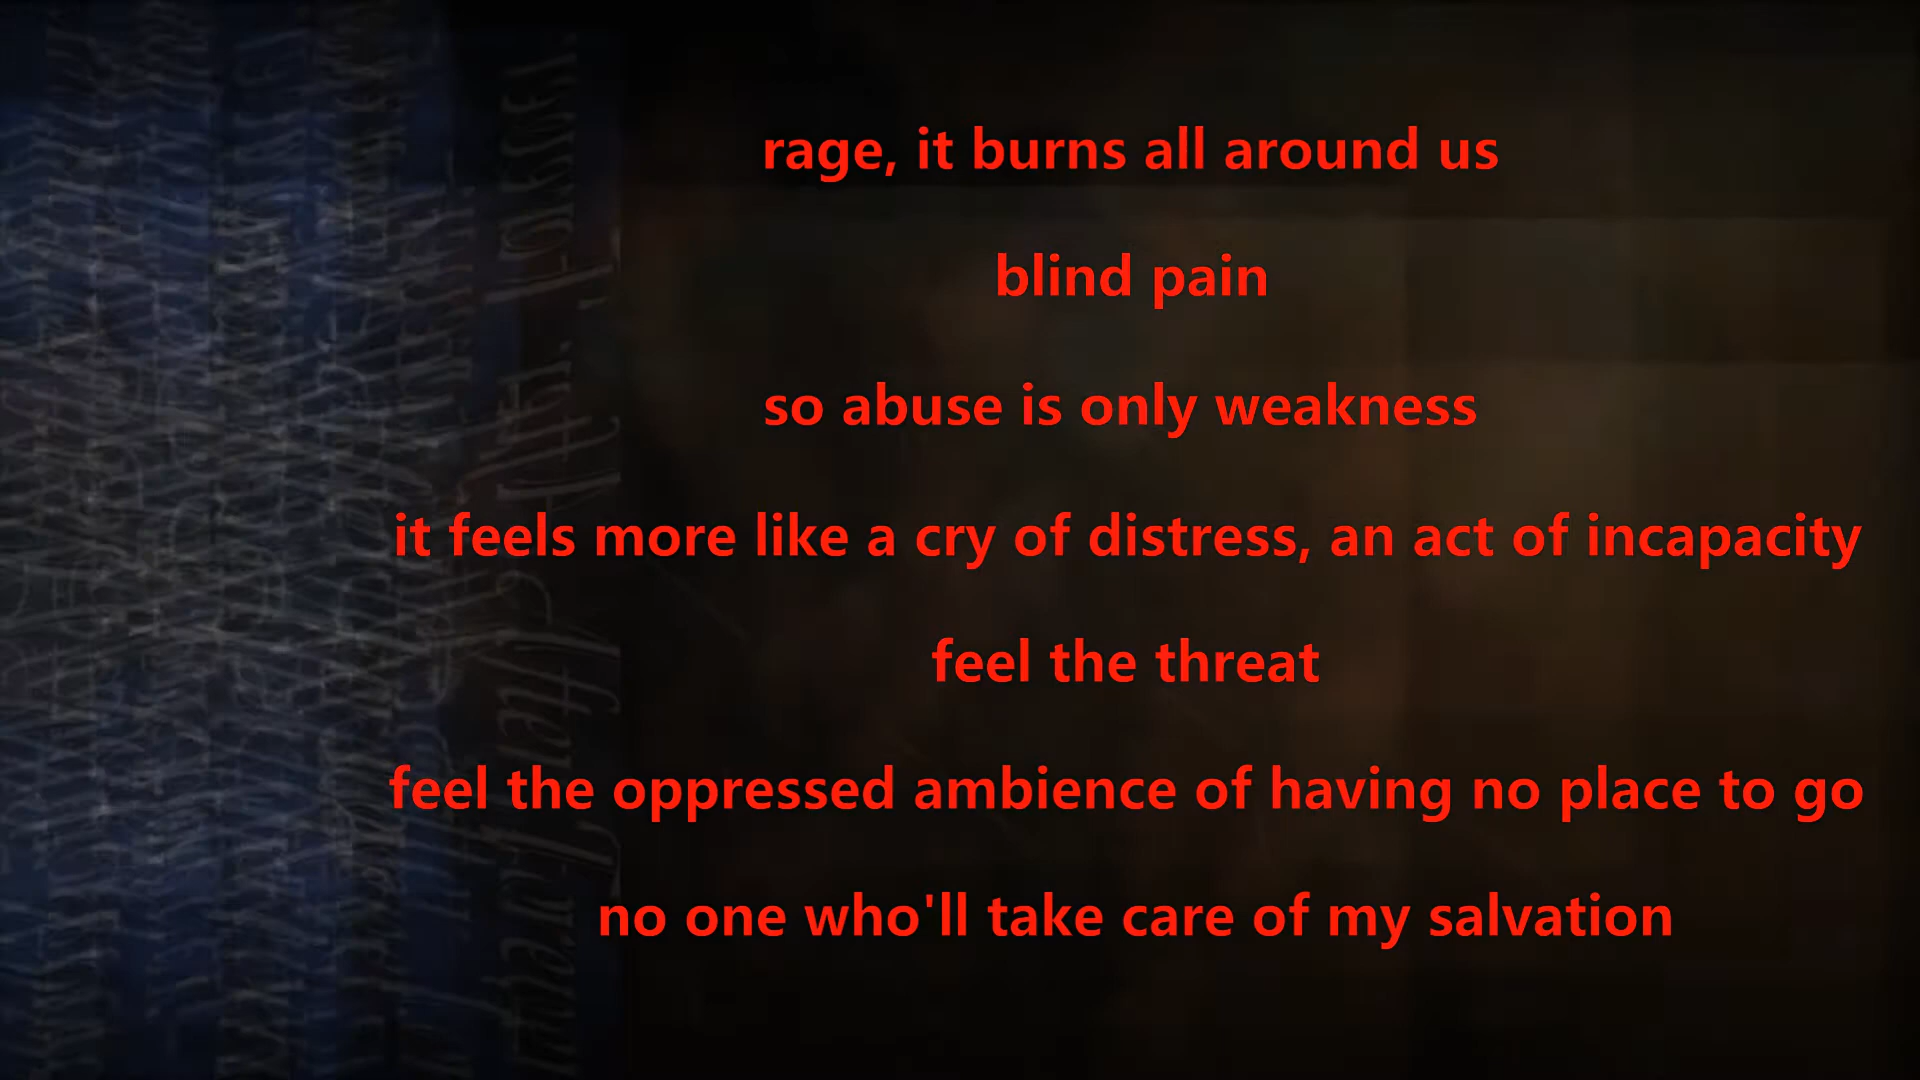 rage, it burns all around us
blind pain
so abuse is only weakness
it feels more like a cry of distress, an act of incapacity
feel the threat
feel the oppressed ambience of having no place to go
no one who'll take care of my salvation